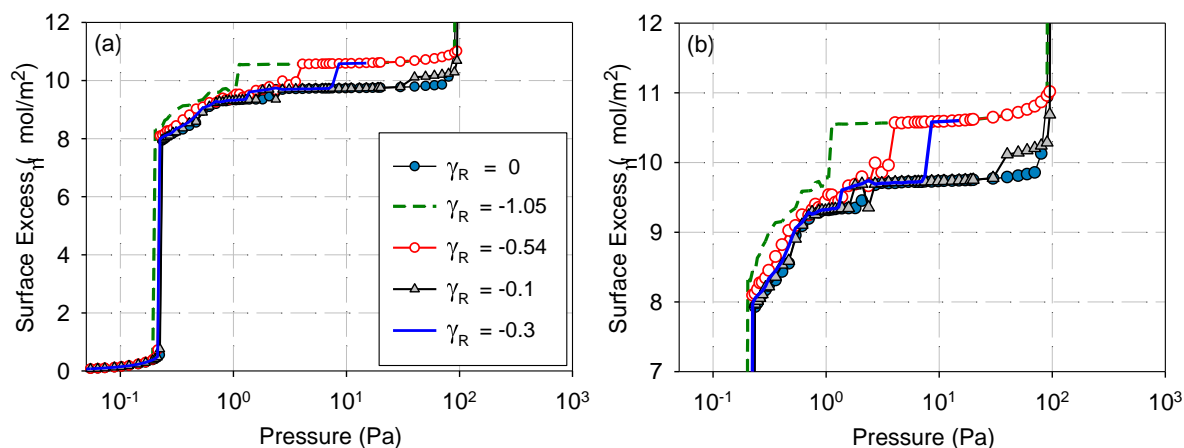 (a)
12
10
8
6
4
2
0
Surface Excess ( mol/m²)
10⁻¹ 10⁰ 10¹ 10² 10³
Pressure (Pa)
γR = 0
γR = -1.05
γR = -0.54
γR = -0.1
γR = -0.3
(b)
12
11
10
9
8
7
Surface Excess ( mol/m²)
10⁻¹ 10⁰ 10¹ 10² 10³
Pressure (Pa)